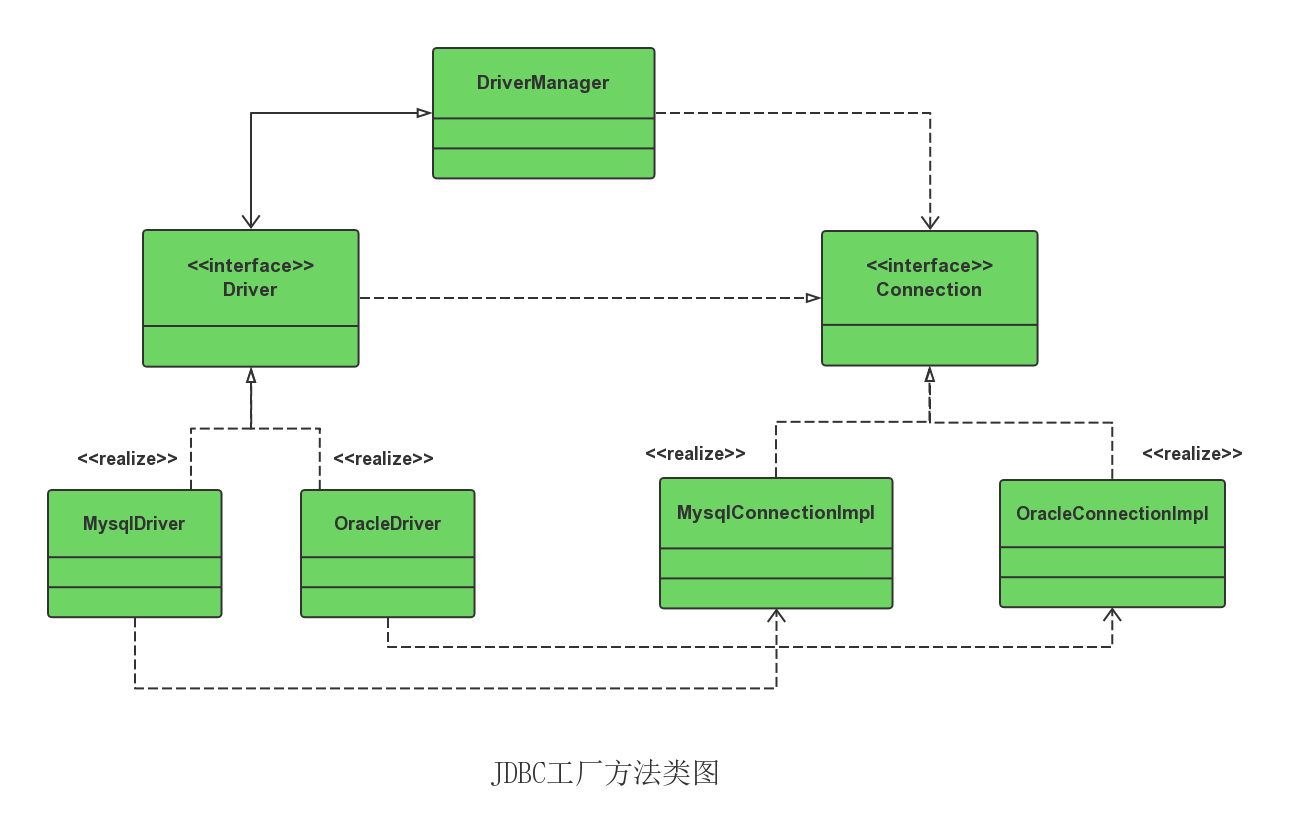 DriverManager
<<interface>>
Driver
<<interface>>
Connection
<<realize>>
<<realize>>
<<realize>>
<<realize>>
MysqlDriver
OracleDriver
MysqlConnectionImpl
OracleConnectionImpl
JDBC工厂方法类图